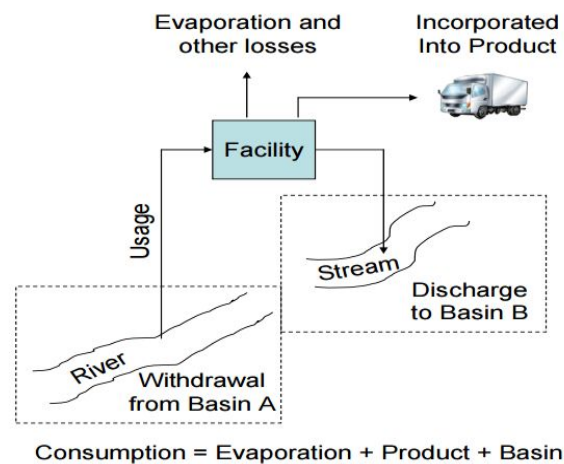 Evaporation and
other losses
Incorporated
Into Product
Facility
Usage
Stream
Discharge
to Basin B
River
Withdrawal
from Basin A
Consumption = Evaporation + Product + Basin